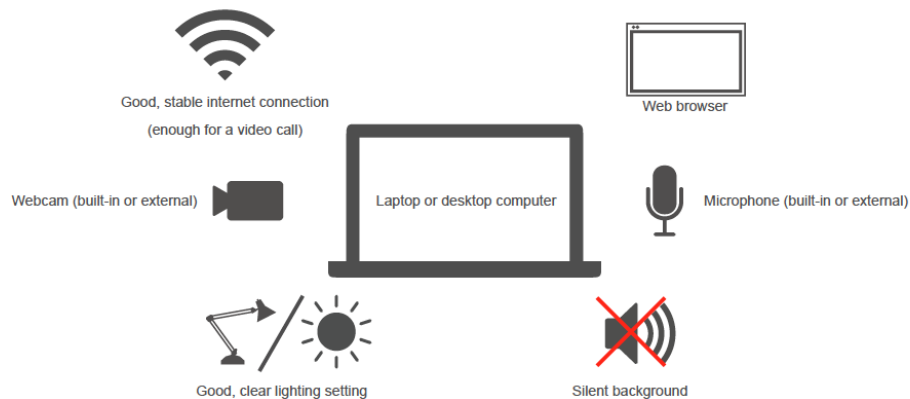 Good, stable internet connection
(enough for a video call)
Web browser
Webcam (built-in or external)
Laptop or desktop computer
Microphone (built-in or external)
Good, clear lighting setting
Silent background